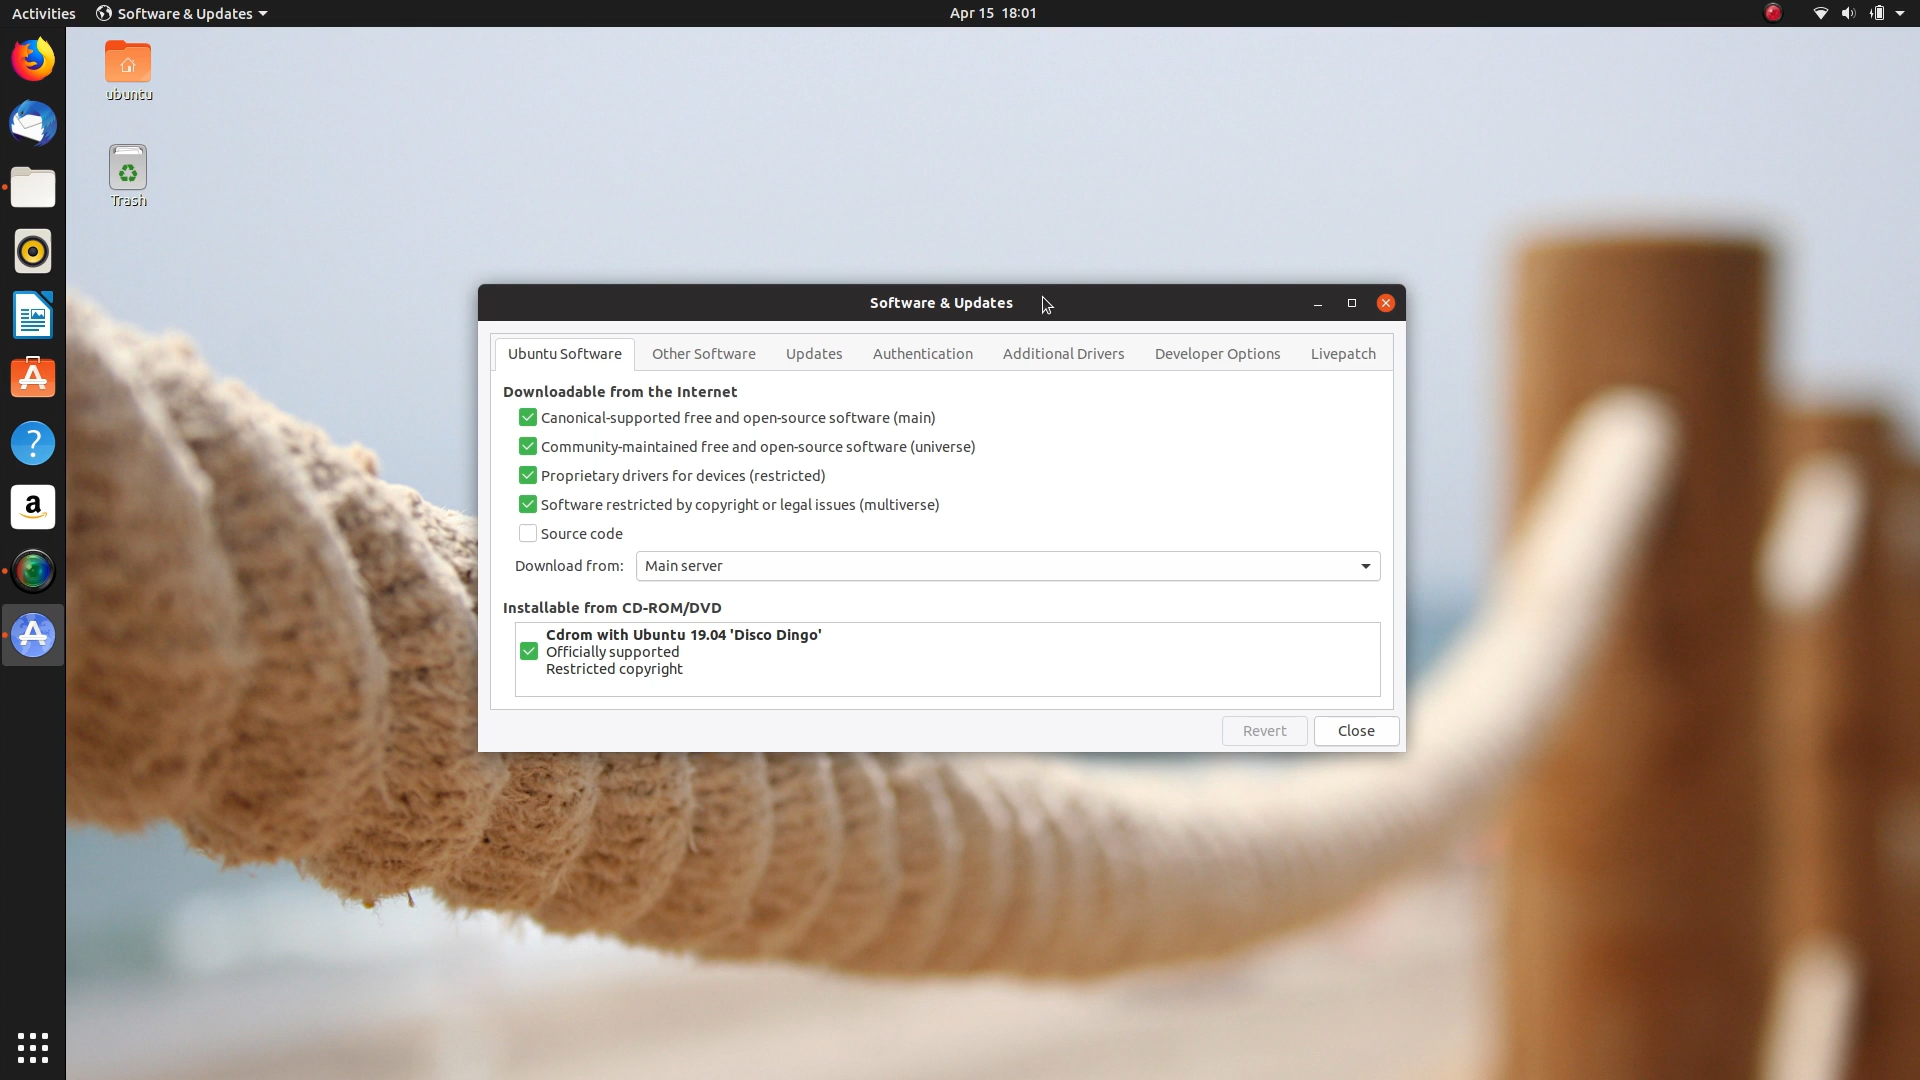 Activities
Software & Updates
Apr 15 18:01
ubuntu
Trash
Software & Updates
Ubuntu Software
Other Software
Updates
Authentication
Additional Drivers
Developer Options
Livepatch
Downloadable from the Internet
Canonical-supported free and open-source software (main)
Community-maintained free and open-source software (universe)
Proprietary drivers for devices (restricted)
Software restricted by copyright or legal issues (multiverse)
Source code
Download from: Main server
Installable from CD-ROM/DVD
Cdrom with Ubuntu 19.04 'Disco Dingo'
Officially supported
Restricted copyright
Revert
Close
?
a